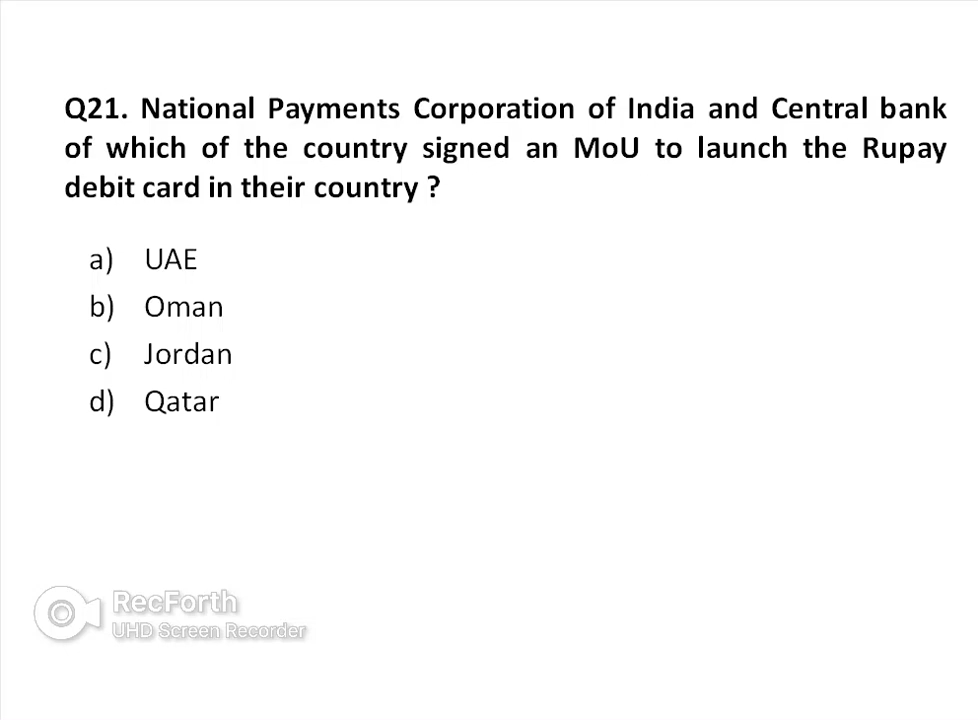 Q21. National Payments Corporation of India and Central bank
of which of the country signed an MoU to launch the Rupay
debit card in their country ?
a) UAE
b) Oman
c) Jordan
d) Qatar
RecForth
UHD Screen Recorder